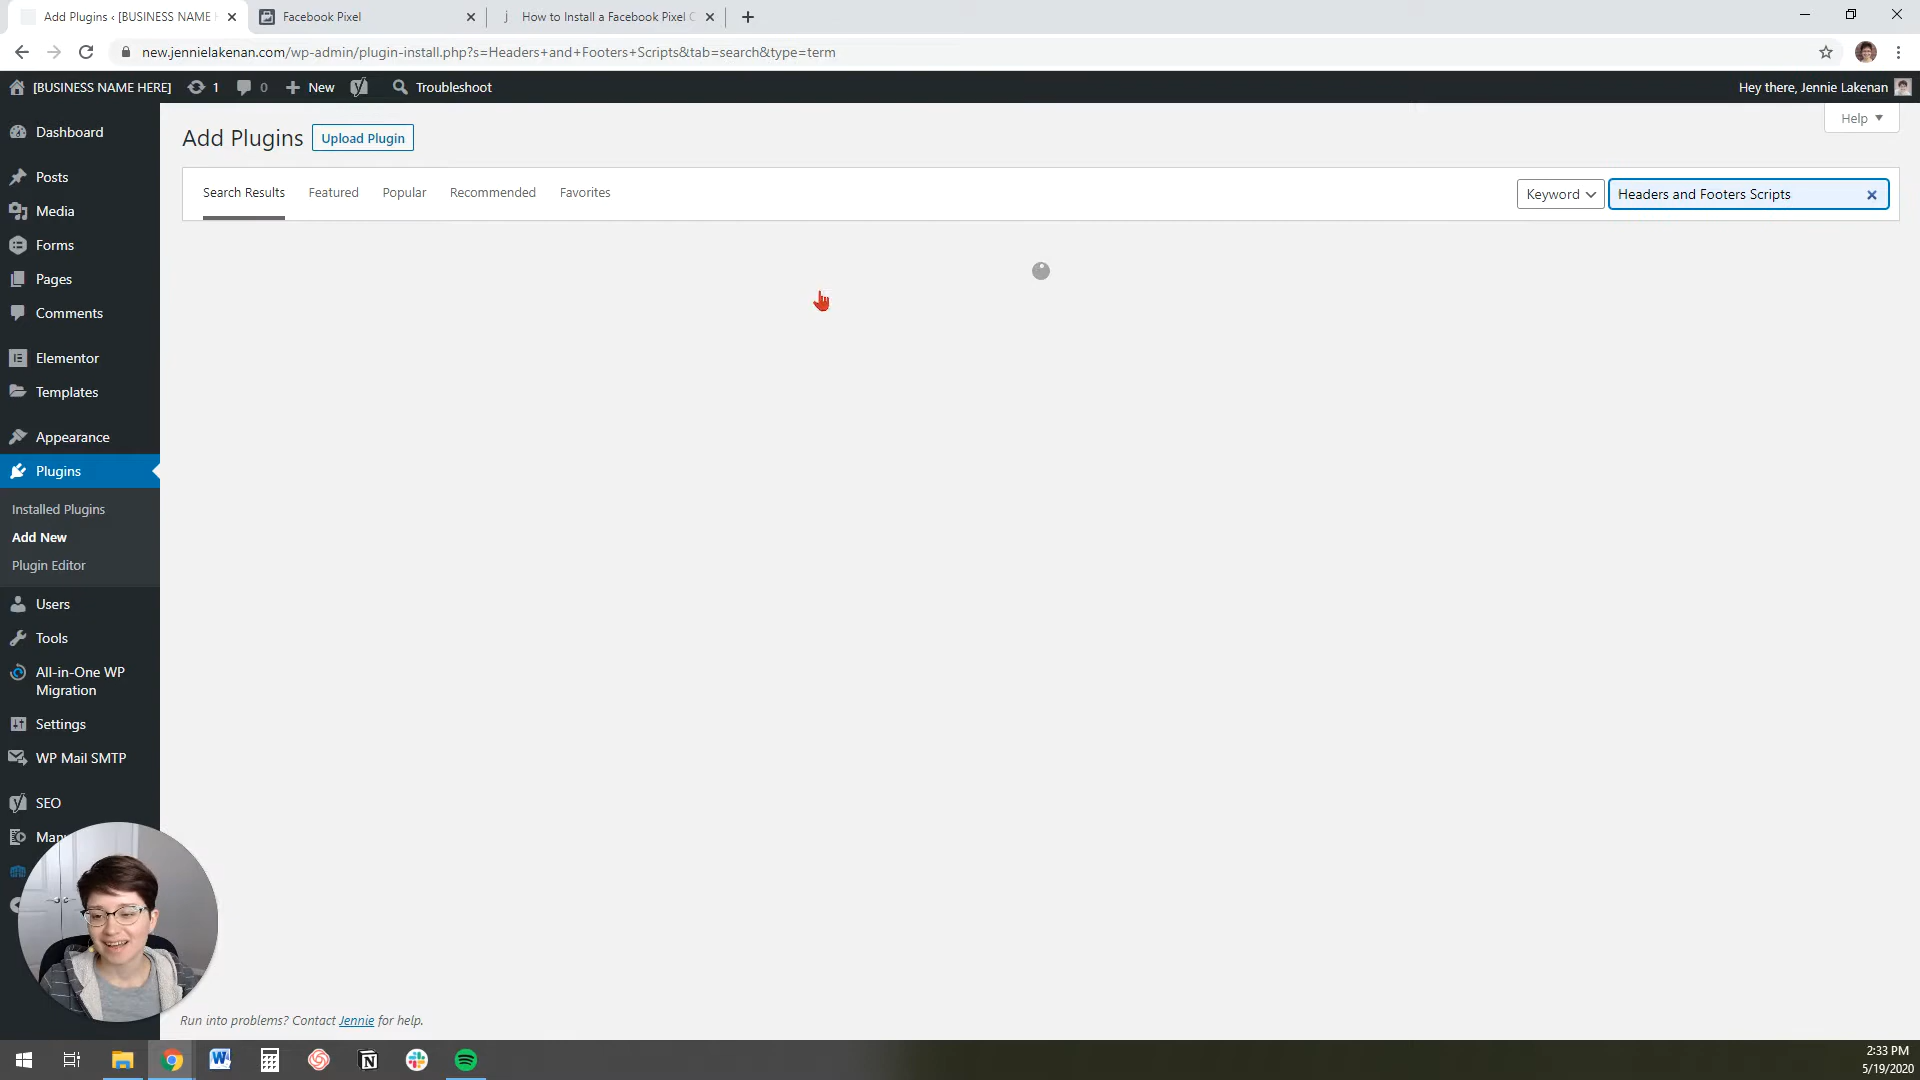 Add Plugins ‹ [BUSINESS NAME
Facebook Pixel
How to Install a Facebook Pixel
new.jennielakenan.com/wp-admin/plugin-install.php?s=Headers+and+Footers+Scripts&tab=search&type=term
[BUSINESS NAME HERE] 1 0 New Troubleshoot
Hey there, Jennie Lakenan
Help
Dashboard
Posts
Media
Forms
Pages
Comments
Elementor
Templates
Appearance
Plugins
Installed Plugins
Add New
Plugin Editor
Users
Tools
All-in-One WP
Migration
Settings
WP Mail SMTP
SEO
Add Plugins Upload Plugin
Search Results Featured Popular Recommended Favorites
Keyword Headers and Footers Scripts
Run into problems? Contact Jennie for help.
2:33 PM
5/19/2020